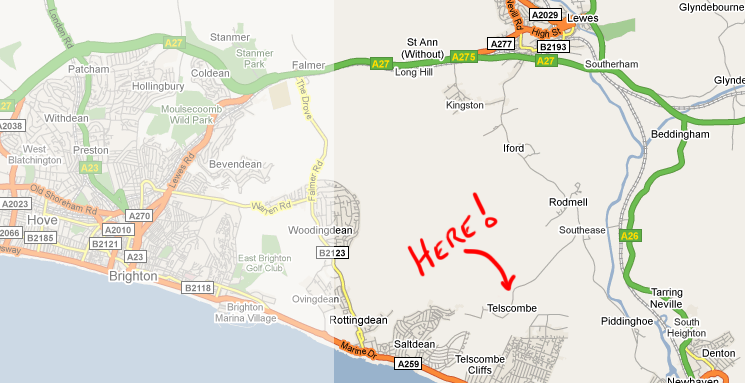 London Rd
A27
Stanmer
Stanmer
Park
Falmer
Patcham
Coldean
Hollingbury
The Drove
Moulsecoomb
Wild Park
A27
A2038
Withdean
West
Blatchington
Preston
A23
Lewes Rd
Bevendean
Falmer Rd
Old Shoreham Rd
Warren Rd
A2023
A270
Hove
A2066
B2185
A2010
B2121
A23
Brighton
Woodingdean
B2123
East Brighton
Golf Club
B2118
Brighton
Marina Village
Ovingdean
Rottingdean
Marine Dr
A259
Saltdean
Telscombe
Cliffs
Telscombe
HERE!
St Ann
(Without)
A27
A275
Long Hill
A277
A2029
Lewes
High St
B2193
A27
Southerham
Glyndebourne
Kingston
Iford
Beddingham
Rodmell
Southease
A26
Tarring
Neville
Piddinghoe
South
Heighton
Denton
Newhaven